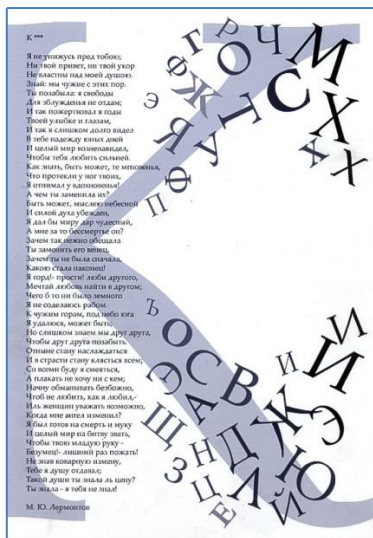 К ***
Я не унижусь пред тобою;
Ни твой привет, ни твой укор
Не властны над моей душою.
Знай: мы чужие с этих пор.
Ты позабыла: я свободы
Для заблужденья не отдам;
И так пожертвовал я годы
Твоей улыбке и глазам,
И так я слишком долго видел
В тебе надежду юных дней
И целый мир возненавидел,
Чтобы тебя любить сильней.
Как знать, быть может, те мгновенья,
Что протекли у ног твоих,
Я отнимал у вдохновенья!
А чем ты заменила их?
Быть может, мыслею небесной
И силой духа убежден,
Я дал бы миру дар чудесный,
А мне за то бессмертье он?
Зачем так нежно обещала
Ты заменить его венец,
Зачем ты не была сначала,
Какою стала наконец!
Я горд!- прости! люби другого,
Мечтай любовь найти в другом;
Чего б то ни было земного
Я не соделаюсь рабом.
К чужим горам, под небо юга
Я удалюся, может быть;
Но слишком знаем мы друг друга,
Чтобы друг друга позабыть.
Отныне стану наслаждаться
И в страсти стану клясться всем;
Со всеми буду я смеяться,
А плакать не хочу ни с кем;
Начну обманывать безбожно,
Чтоб не любить, как я любил,-
Иль женщин уважать возможно,
Когда мне ангел изменил?
Я был готов на смерть и муку
И целый мир на битву звать,
Чтобы твою младую руку -
Безумец!- лишний раз пожать!
Не знав коварную измену,
Тебе я душу отдавал;
Такой души ты знала ль цену?
Ты знала - я тебя не знал!
М. Ю. Лермонтов